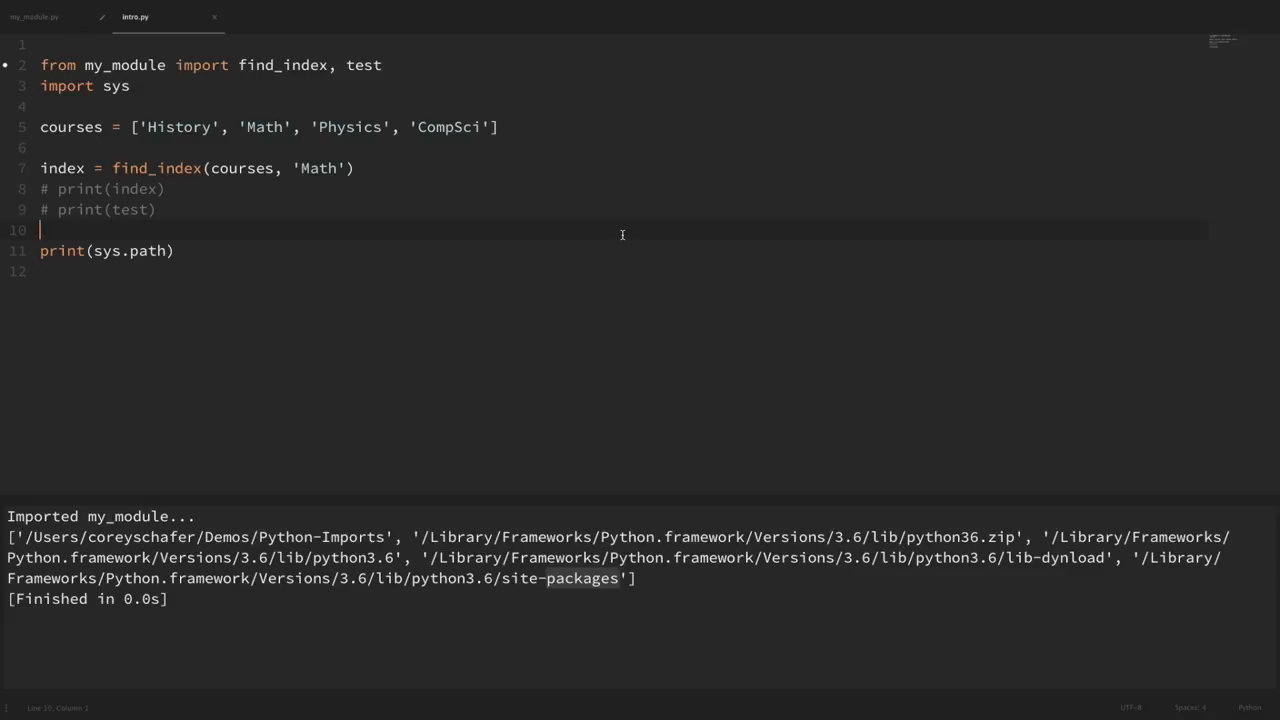 my_module.py intro.py ×
1
2 from my_module import find_index, test
3 import sys
4
5 courses = ['History', 'Math', 'Physics', 'CompSci']
6
7 index = find_index(courses, 'Math')
8 # print(index)
9 # print(test)
10
11 print(sys.path)
12
Imported my_module...
['/Users/coreyschafer/Demos/Python-Imports', '/Library/Frameworks/Python.framework/Versions/3.6/lib/python36.zip', '/Library/Frameworks/
Python.framework/Versions/3.6/lib/python3.6', '/Library/Frameworks/Python.framework/Versions/3.6/lib/python3.6/lib-dynload', '/Library/
Frameworks/Python.framework/Versions/3.6/lib/python3.6/site-packages']
[Finished in 0.0s]
Line 10, Column 1 UTF-8 Spaces: 4 Python